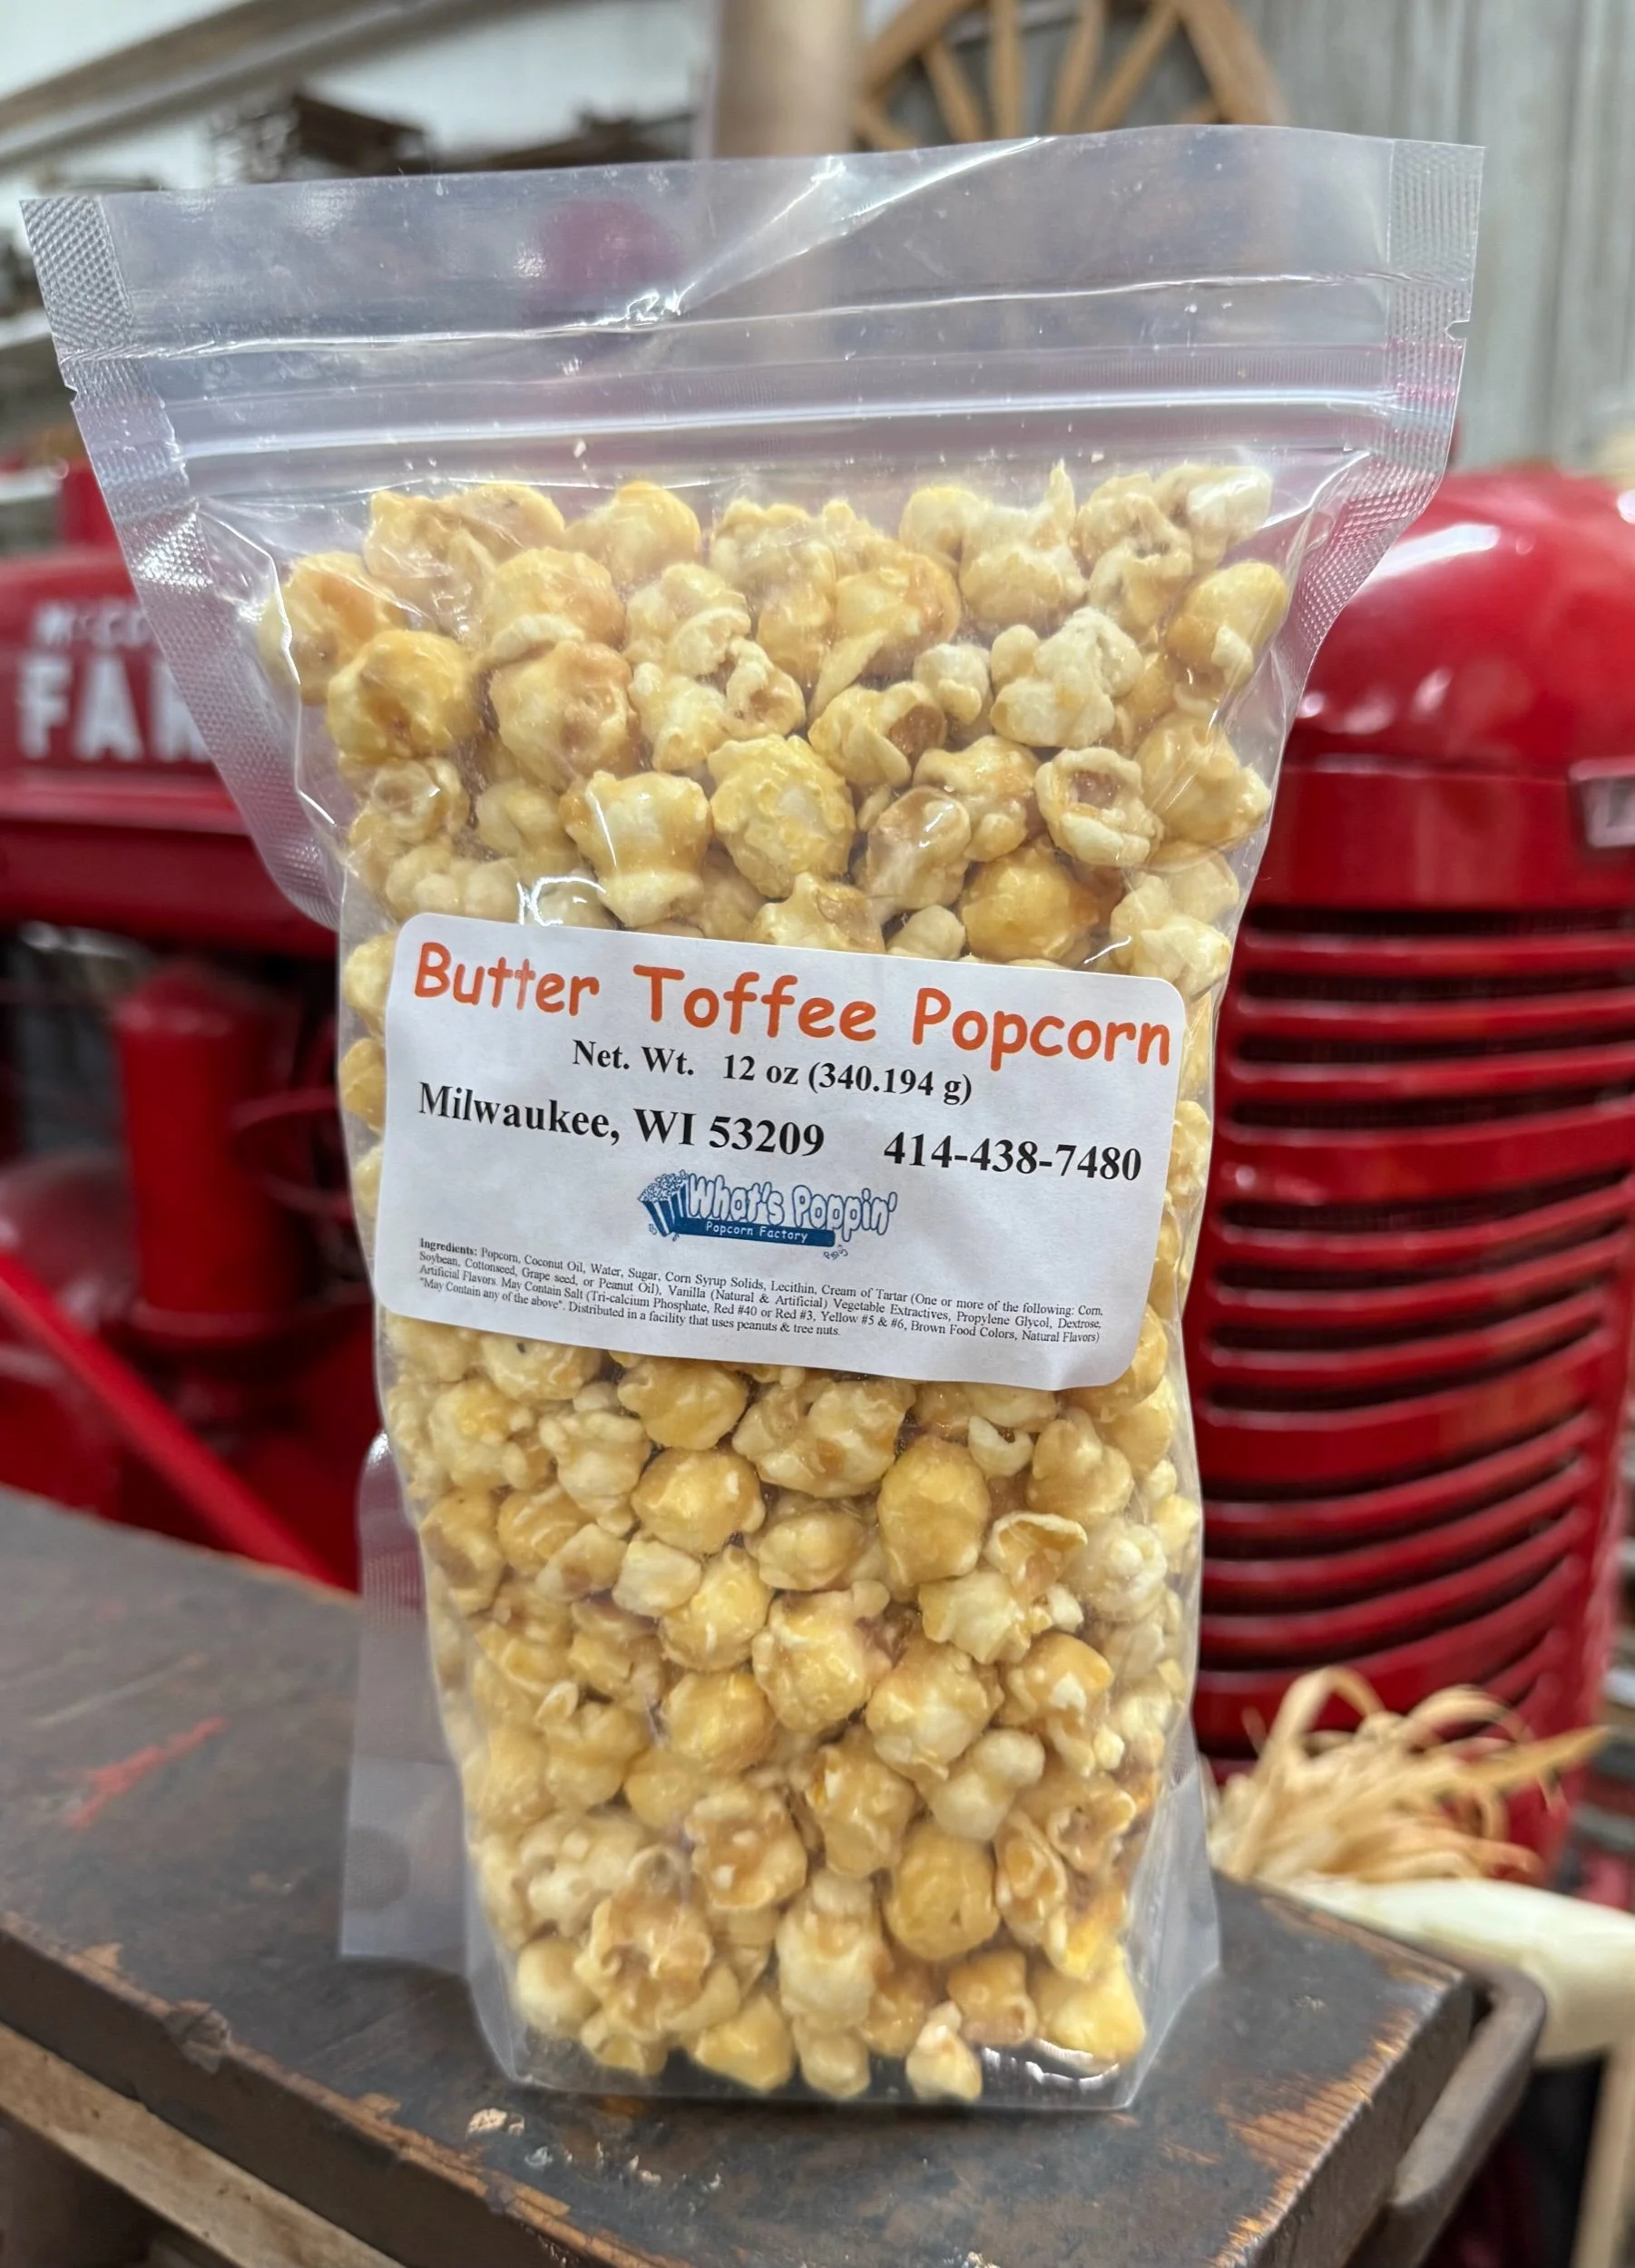 FAR
Butter Toffee Popcorn
Net. Wt. 12 oz (340.194 g)
Milwaukee, WI 53209 414-438-7480
What's Poppin'
Popcorn Factory
Ingredients: Popcorn, Coconut Oil, Water, Sugar, Corn Syrup Solids, Lecithin, Cream of Tartar (One or more of the following: Corn,
Soybean, Cottonseed, Grape seed, or Peanut Oil), Vanilla (Natural & Artificial) Vegetable Extractives, Propylene Glycol, Dextrose,
Artificial Flavors. May Contain Salt (Tri-calcium Phosphate, Red #40 or Red #3, Yellow #5 & #6, Brown Food Colors, Natural Flavors)
"May Contain any of the above". Distributed in a facility that uses peanuts & tree nuts.